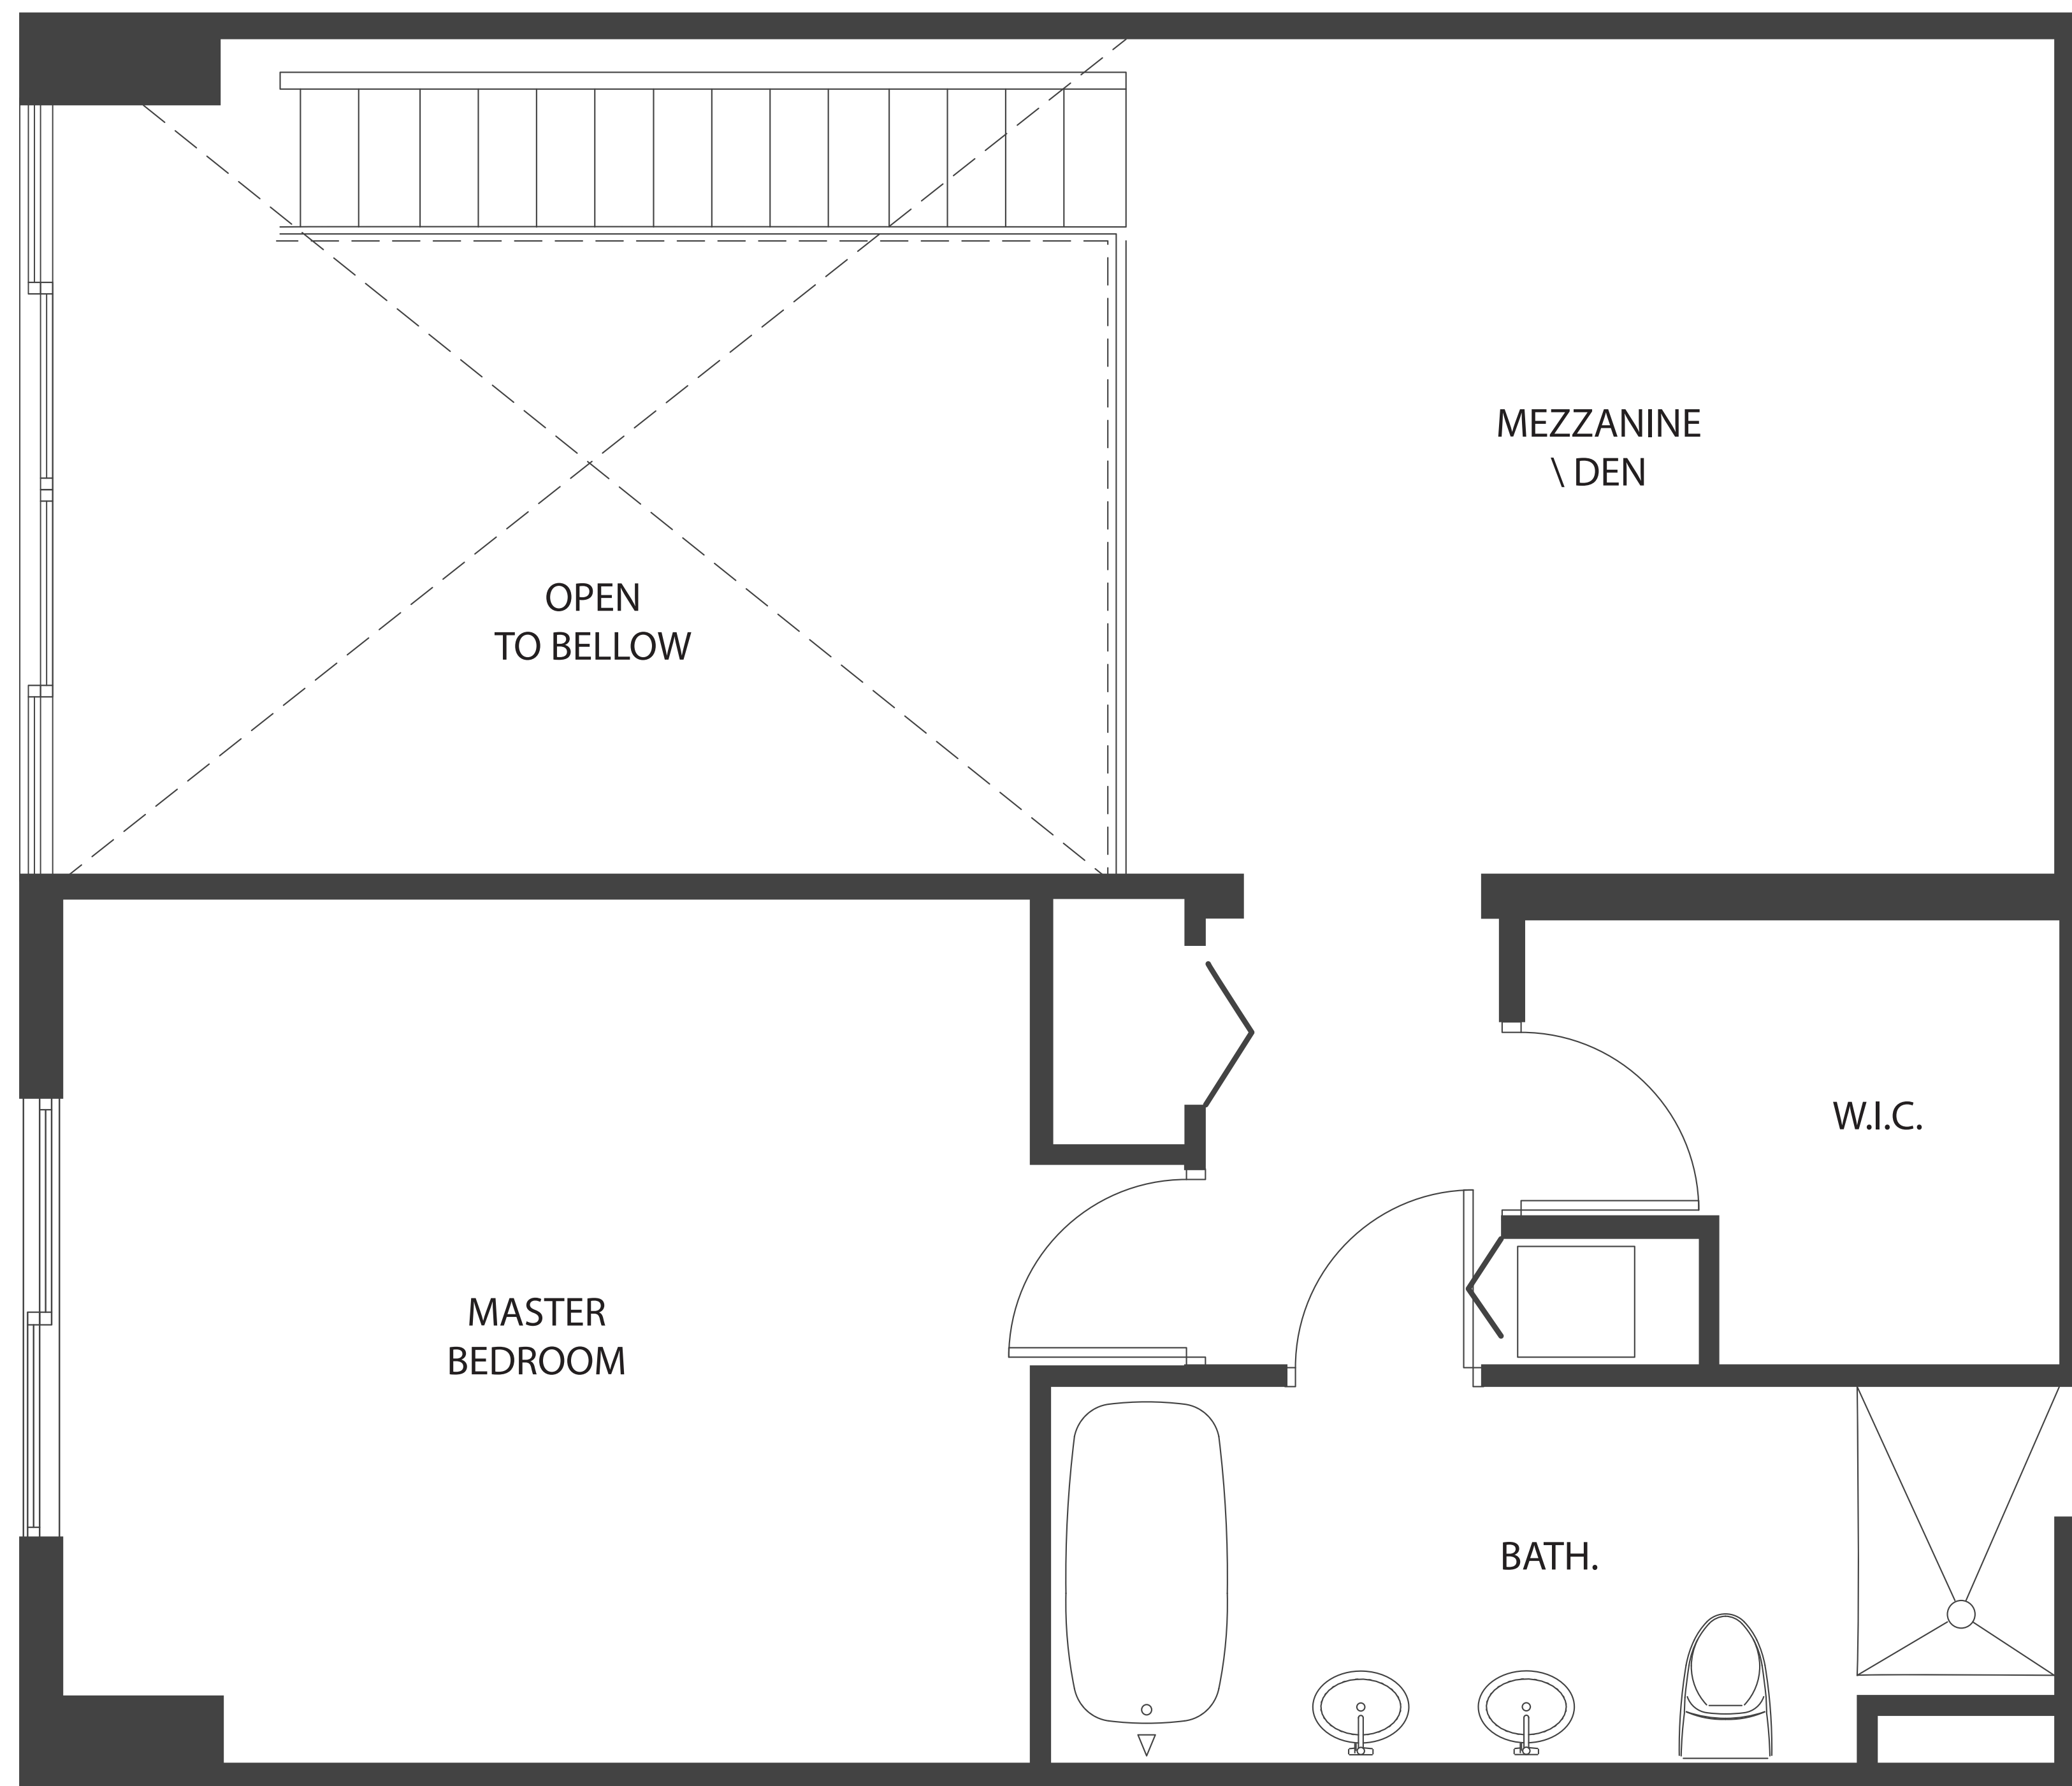 MEZZANINE
\ DEN
OPEN
TO BELLOW
W.I.C.
MASTER
BEDROOM
BATH.